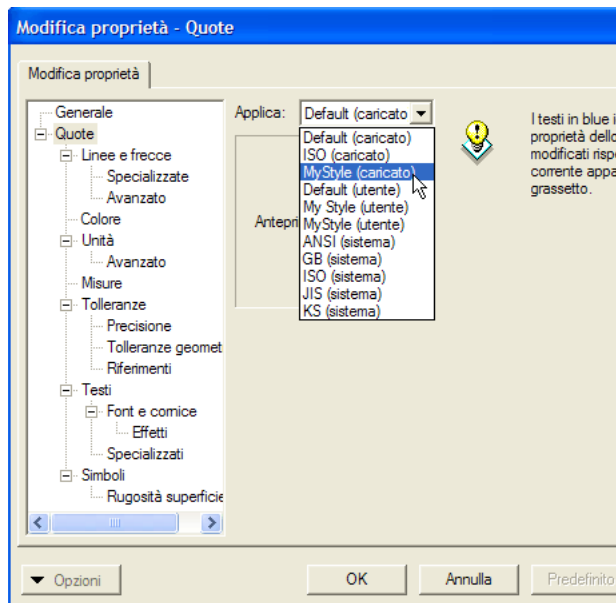 Modifica proprietà - Quote
Modifica proprietà
Generale
Quote
Linee e frecce
Specializzate
Avanzato
Colore
Unità
Avanzato
Misure
Tolleranze
Precisione
Tolleranze geomet
Riferimenti
Testi
Font e cornice
Effetti
Specializzati
Simboli
Rugosità superficie
Applica:
Default (caricato
Default (caricato)
ISO (caricato)
MyStyle (caricato)
Default (utente)
My Style (utente)
MyStyle (utente)
ANSI (sistema)
GB (sistema)
ISO (sistema)
JIS (sistema)
KS (sistema)
Antepri
I testi in blue i
proprietà dello
modificati rispe
corrente appa
grassetto.
Opzioni
OK
Annulla
Predefinito